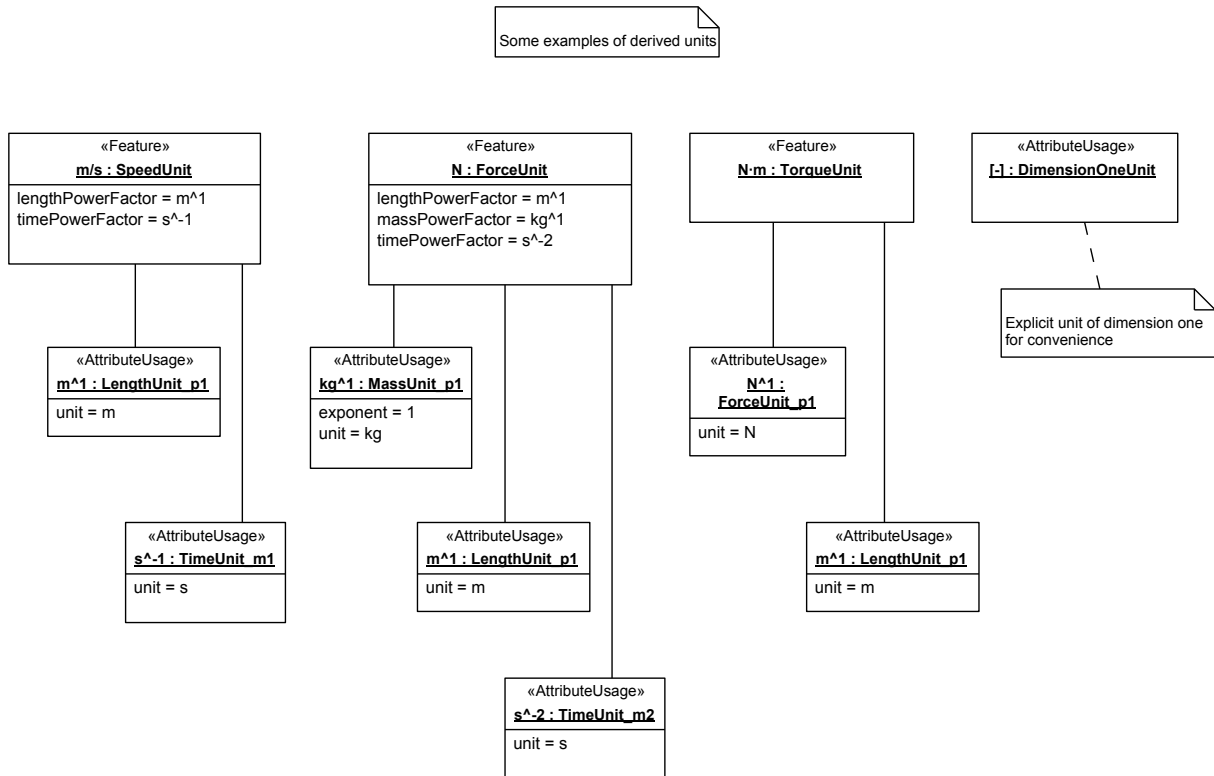 Some examples of derived units
«Feature»
m/s : SpeedUnit
lengthPowerFactor = m^1
timePowerFactor = s^-1
«Feature»
N : ForceUnit
lengthPowerFactor = m^1
massPowerFactor = kg^1
timePowerFactor = s^-2
«Feature»
N·m : TorqueUnit
«AttributeUsage»
[-] : DimensionOneUnit
Explicit unit of dimension one
for convenience
«AttributeUsage»
m^1 : LengthUnit_p1
unit = m
«AttributeUsage»
kg^1 : MassUnit_p1
exponent = 1
unit = kg
«AttributeUsage»
N^1 :
ForceUnit_p1
unit = N
«AttributeUsage»
s^-1 : TimeUnit_m1
unit = s
«AttributeUsage»
m^1 : LengthUnit_p1
unit = m
«AttributeUsage»
m^1 : LengthUnit_p1
unit = m
«AttributeUsage»
s^-2 : TimeUnit_m2
unit = s